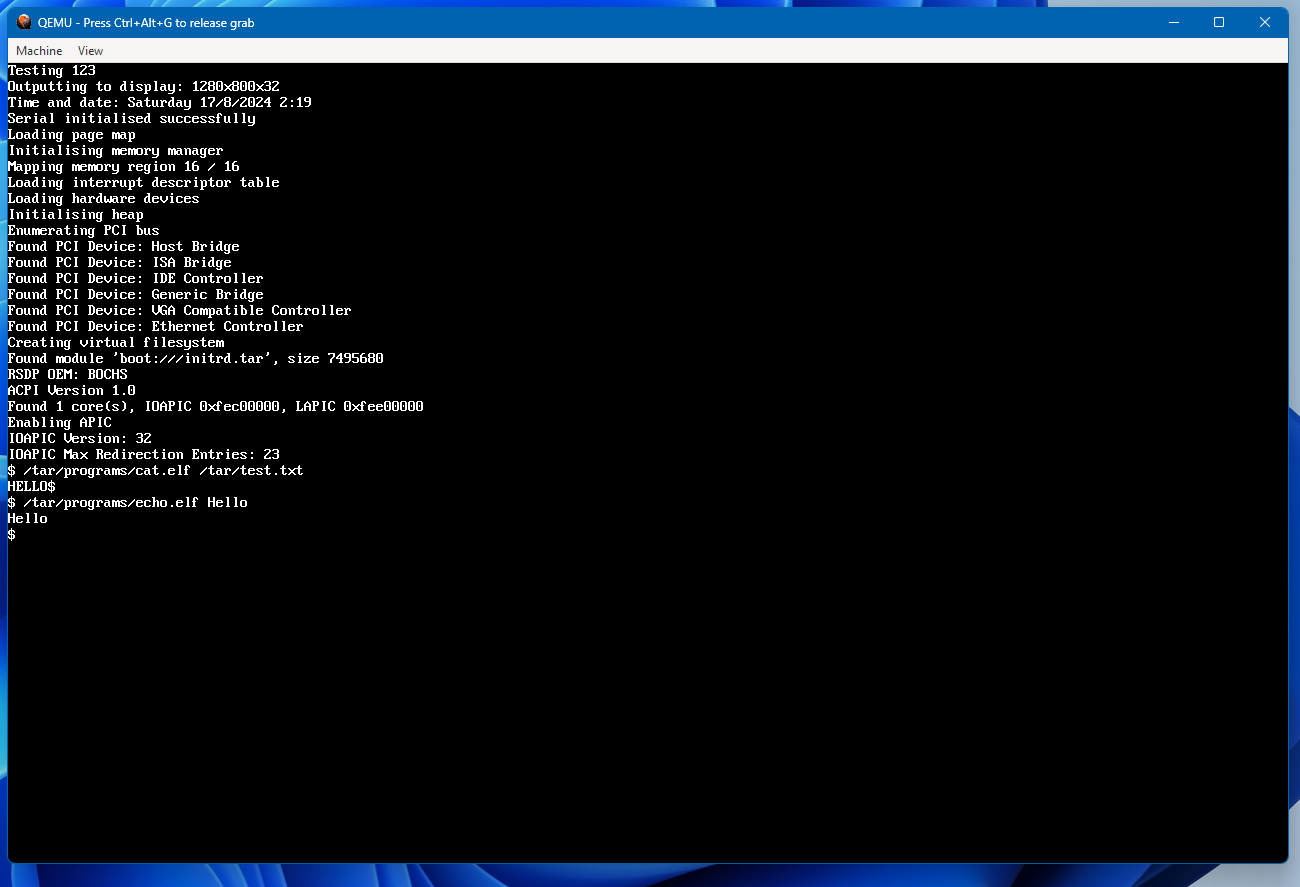 QEMU - Press Ctrl+Alt+G to release grab
Machine View
Testing 123
Outputting to display: 1280x800x32
Time and date: Saturday 17/8/2024 2:19
Serial initialised successfully
Loading page map
Initialising memory manager
Mapping memory region 16 / 16
Loading interrupt descriptor table
Loading hardware devices
Initialising heap
Enumerating PCI bus
Found PCI Device: Host Bridge
Found PCI Device: ISA Bridge
Found PCI Device: IDE Controller
Found PCI Device: Generic Bridge
Found PCI Device: VGA Compatible Controller
Found PCI Device: Ethernet Controller
Creating virtual filesystem
Found module 'boot:///initrd.tar', size 7495680
RSDP OEM: BOCHS
ACPI Version 1.0
Found 1 core(s), IOAPIC 0xfec00000, LAPIC 0xfee00000
Enabling APIC
IOAPIC Version: 32
IOAPIC Max Redirection Entries: 23
$ /tar/programs/cat.elf /tar/test.txt
HELLO$
$ /tar/programs/echo.elf Hello
Hello
$